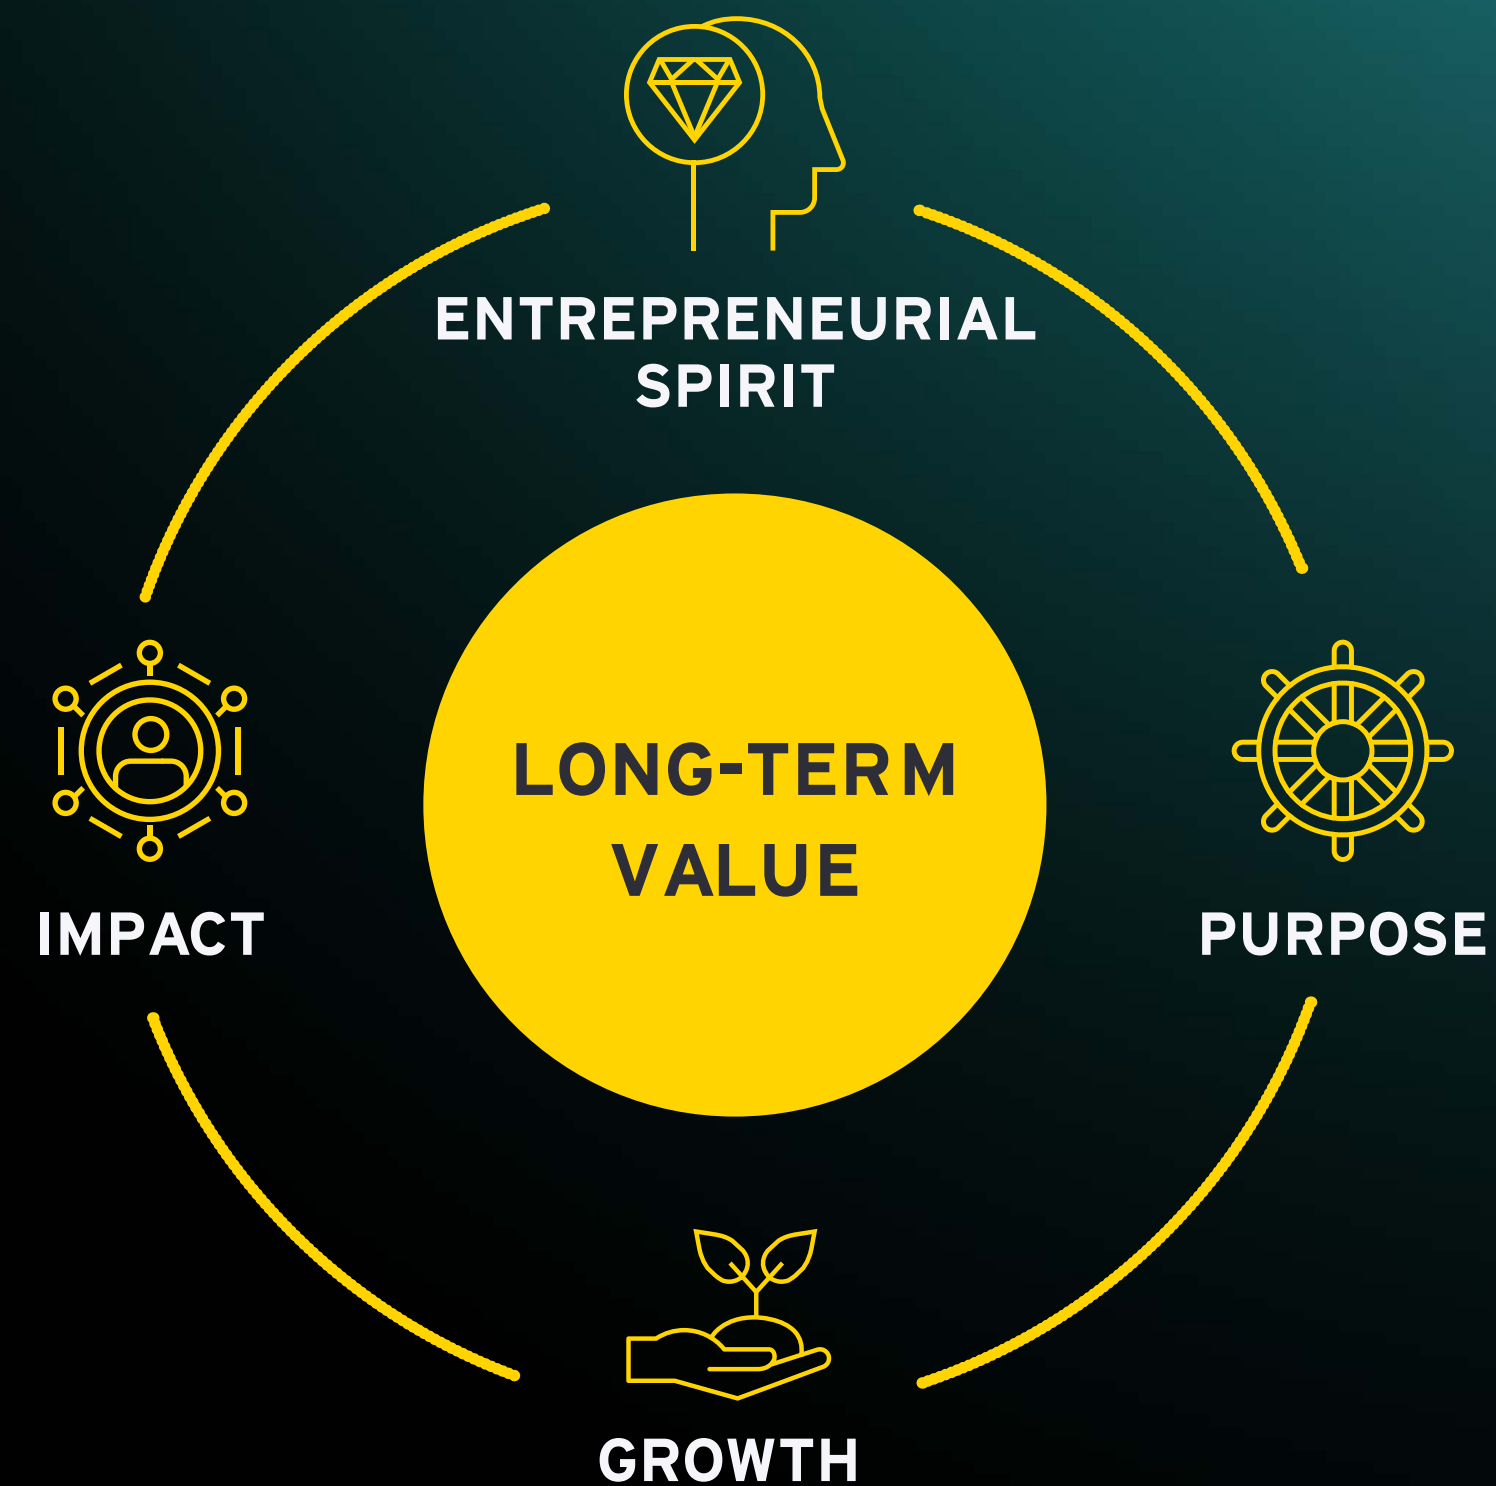 ENTREPRENEURIAL
SPIRIT
LONG-TERM
VALUE
IMPACT
PURPOSE
GROWTH